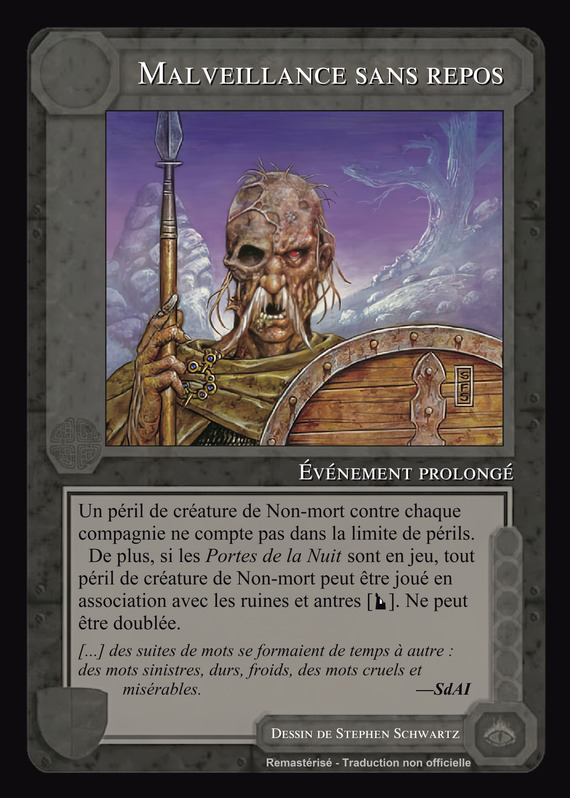 Malveillance sans repos
SFS
Événement prolongé
Un péril de créature de Non-mort contre chaque
compagnie ne compte pas dans la limite de périls.
De plus, si les Portes de la Nuit sont en jeu, tout
péril de créature de Non-mort peut être joué en
association avec les ruines et antres [ ]. Ne peut
être doublée.
[...] des suites de mots se formaient de temps à autre :
des mots sinistres, durs, froids, des mots cruels et
misérables. —SdAI
Dessin de Stephen Schwartz
Remastérisé - Traduction non officielle